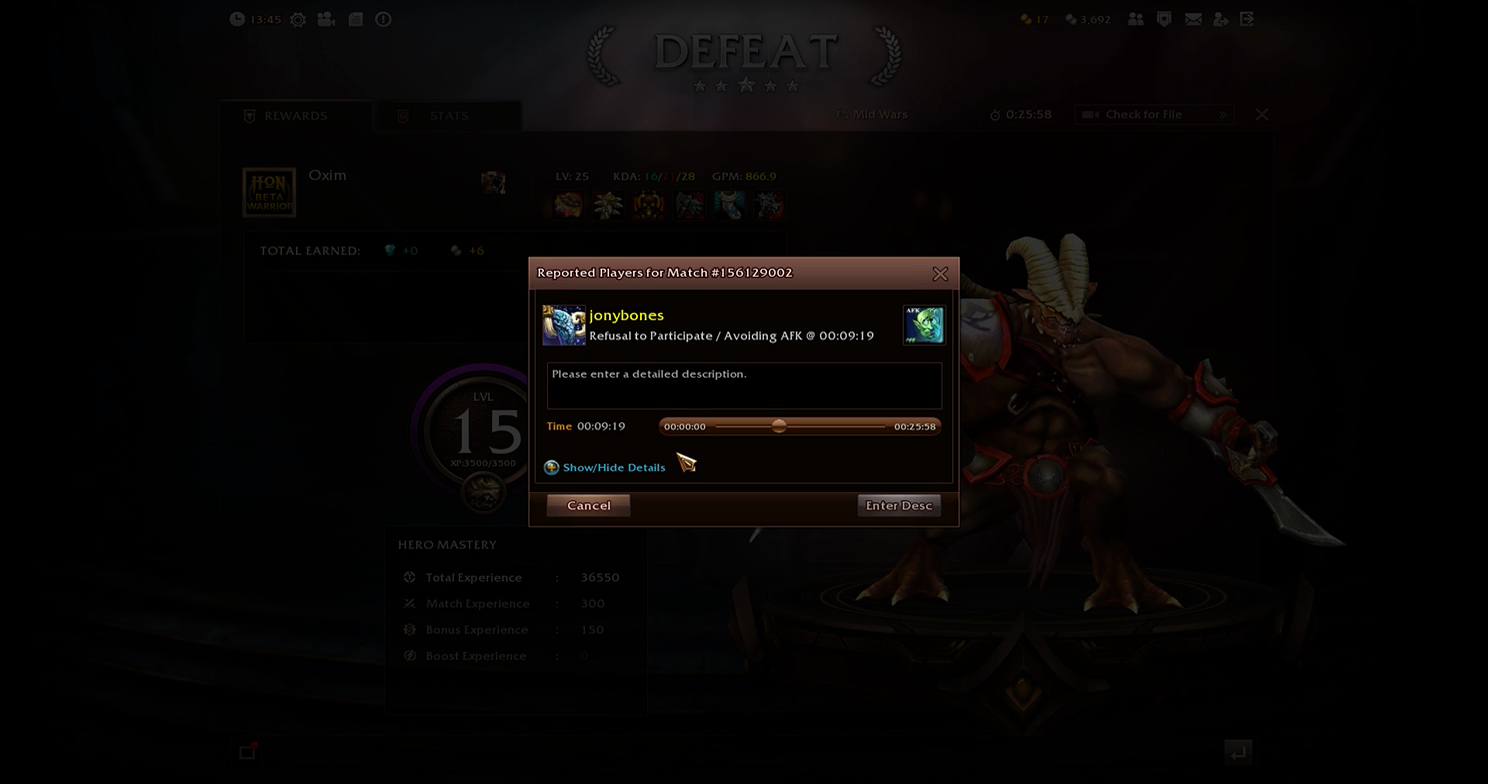 13:45
17
3,692
DEFEAT
REWARDS
STATS
Mid Wars
0:25:58
Check for File
Oxim
HON
BETA
WARRIOR
LV: 25
KDA: 16/21/28
GPM: 866.9
TOTAL EARNED:
+0
+6
Reported Players for Match #156129002
jonybones
Refusal to Participate / Avoiding AFK @ 00:09:19
AFK
Please enter a detailed description.
Time 00:09:19
00:00:00
00:25:58
Show/Hide Details
Cancel
Enter Desc
LVL
15
XP:3500/3500
HERO MASTERY
Total Experience : 36550
Match Experience : 300
Bonus Experience : 150
Boost Experience : 0